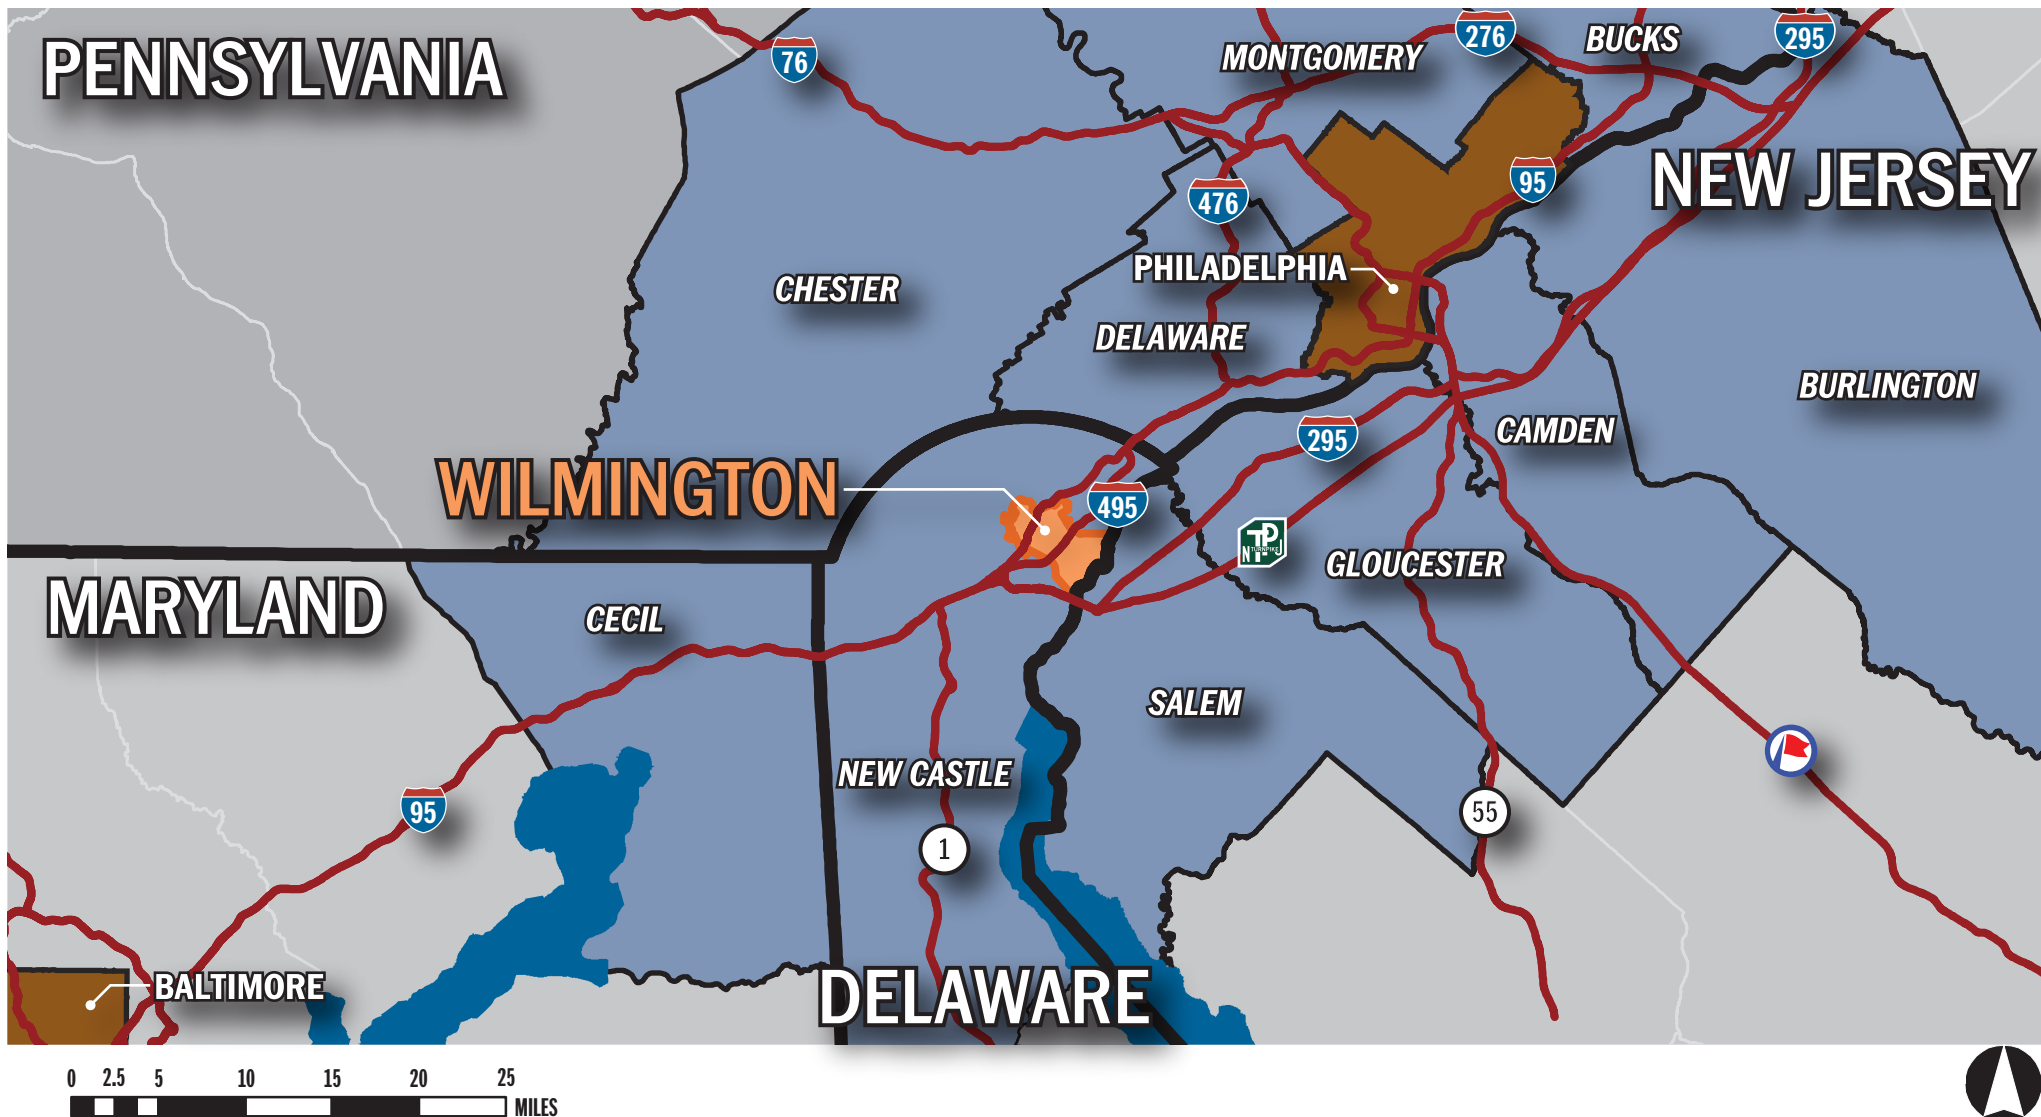 PENNSYLVANIA
76
MONTGOMERY
276
BUCKS
295
NEW JERSEY
95
476
CHESTER
PHILADELPHIA
DELAWARE
BURLINGTON
295
CAMDEN
WILMINGTON
495
NTPJ
TURNPIKE
GLOUCESTER
MARYLAND
CECIL
SALEM
NEW CASTLE
95
55
1
BALTIMORE
DELAWARE
0 2.5 5 10 15 20 25
MILES